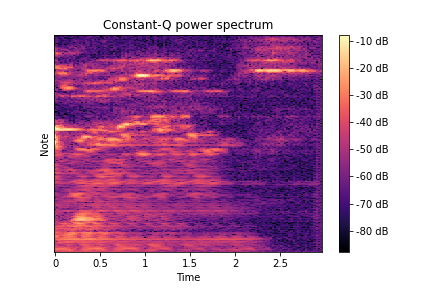 Constant-Q power spectrum
Note
0
0.5
1
1.5
2
2.5
Time
-10 dB
-20 dB
-30 dB
-40 dB
-50 dB
-60 dB
-70 dB
-80 dB